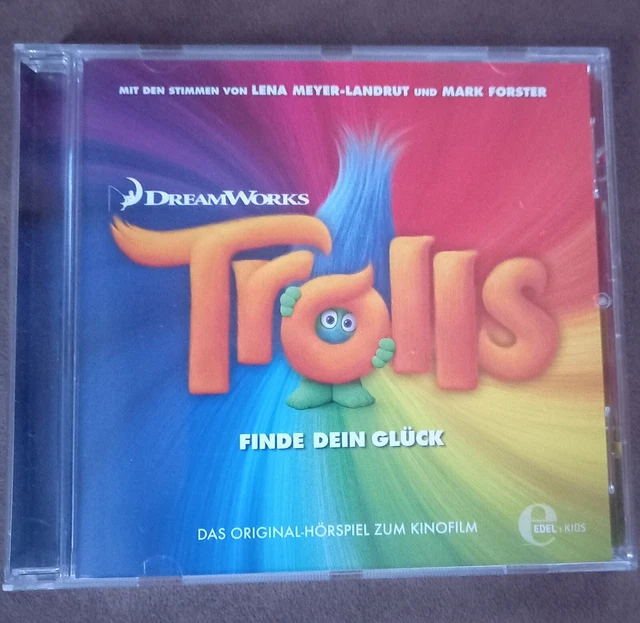 MIT DEN STIMMEN VON LENA MEYER-LANDRUT UND MARK FORSTER
DREAMWORKS
Trolls
FINDE DEIN GLÜCK
DAS ORIGINAL-HÖRSPIEL ZUM KINOFILM
e
EDEL:KIDS